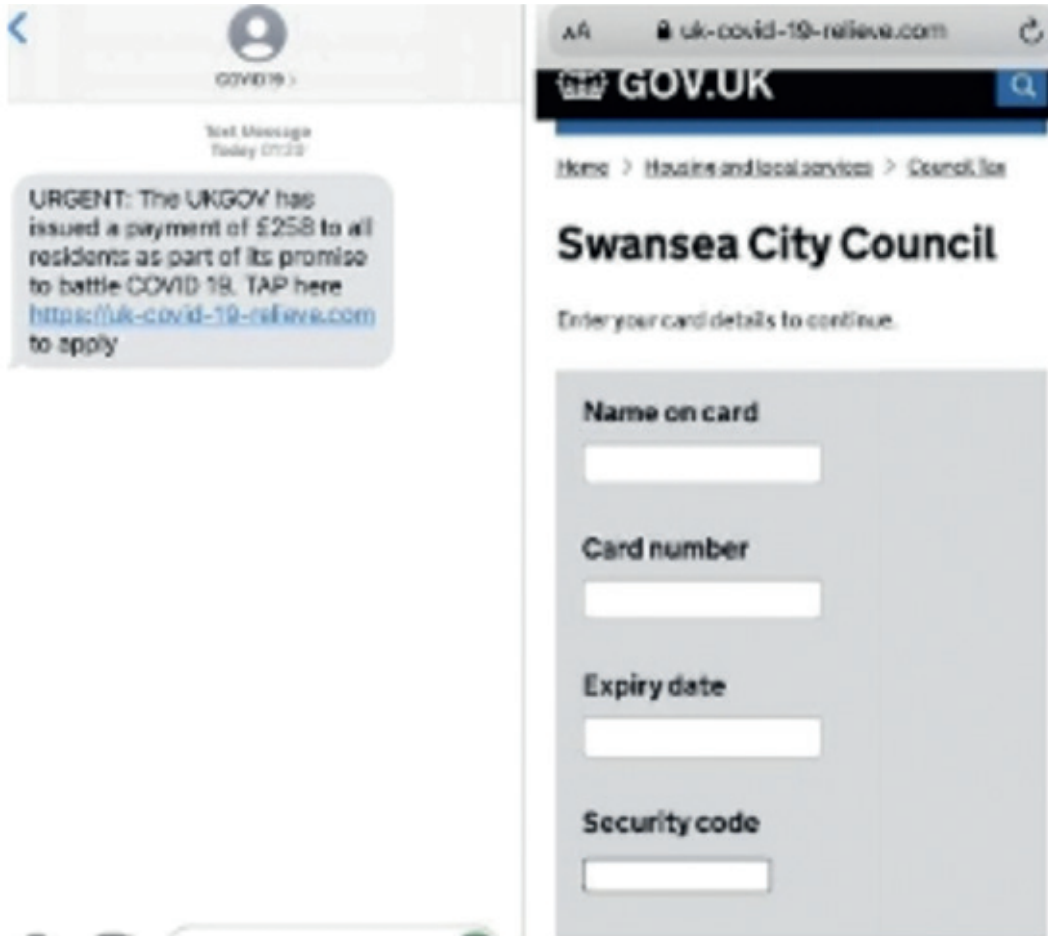 COVID19 >
Text Message
Today 01:20
URGENT: The UKGOV has
issued a payment of £258 to all
residents as part of its promise
to battle COVID 19. TAP here
https://uk-covid-19-relieve.com
to apply
AA uk-covid-19-relieve.com
GOV.UK
Home > Housing and local services > Council Tax
Swansea City Council
Enter your card details to continue.
Name on card
Card number
Expiry date
Security code